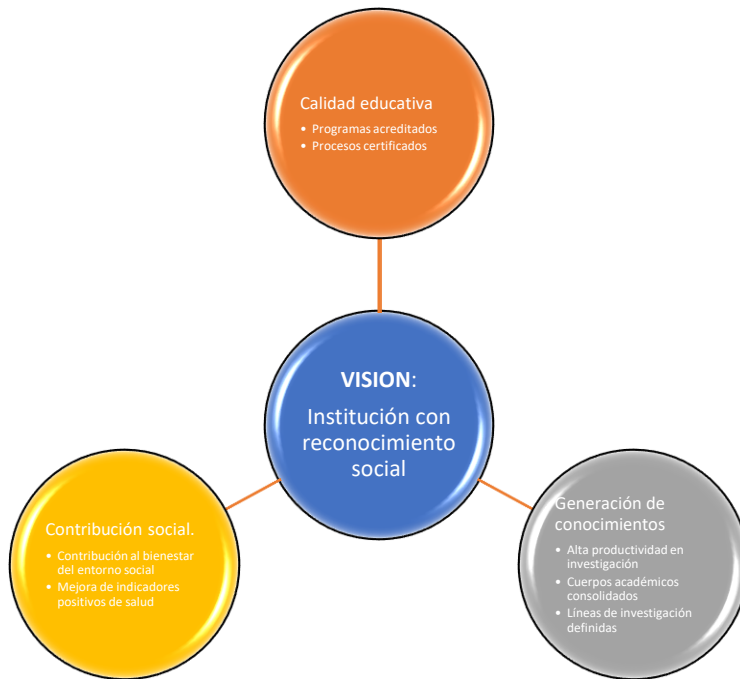 Calidad educativa
• Programas acreditados
• Procesos certificados
VISION:
Institución con
reconocimiento
social
Contribución social.
• Contribución al bienestar
del entorno social
• Mejora de indicadores
positivos de salud
Generación de
conocimientos
• Alta productividad en
investigación
• Cuerpos académicos
consolidados
• Líneas de investigación
definidas